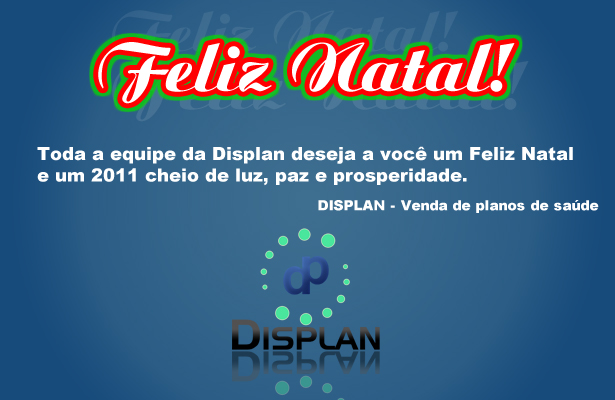 Feliz Natal!
Toda a equipe da Displan deseja a você um Feliz Natal
e um 2011 cheio de luz, paz e prosperidade.
DISPLAN - Venda de planos de saúde
dp
DISPLAN